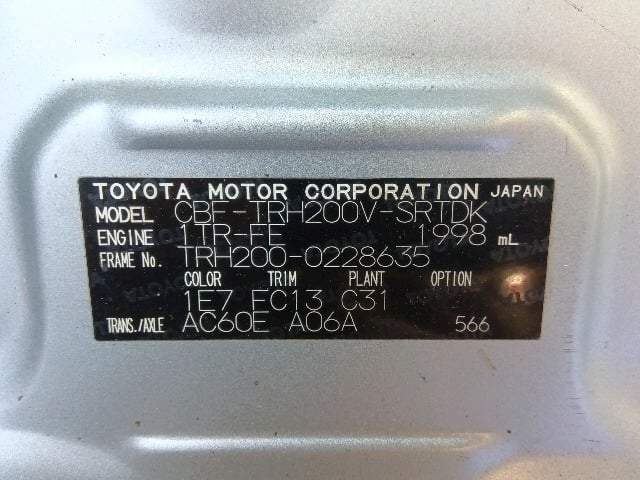 TOYOTA MOTOR CORPORATION JAPAN
MODEL CBF-TRH200V-SRTDK
ENGINE 1TR-FE 1998 mL
FRAME No. TRH200-0228635
COLOR TRIM PLANT OPTION
1E7 FC13 C31
TRANS./AXLE AC60E A06A 566